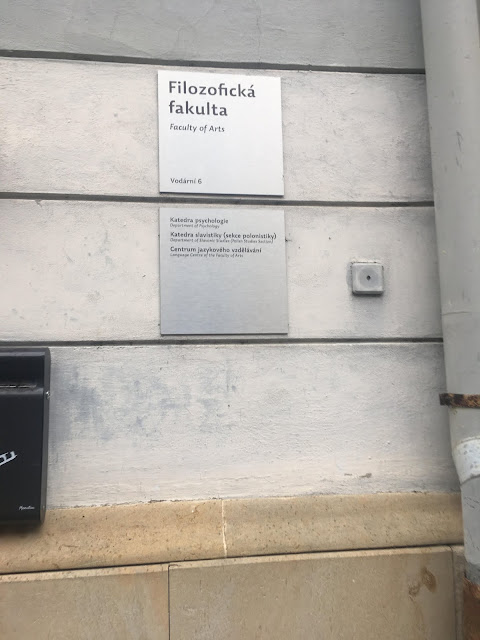 Filozofická
fakulta
Faculty of Arts
Vodární 6
Katedra psychologie
Department of Psychology
Katedra slavistiky (sekce polonistiky)
Department of Slavonic Studies (Polish Studies Section)
Centrum jazykového vzdělávání
Language Centre of the Faculty of Arts